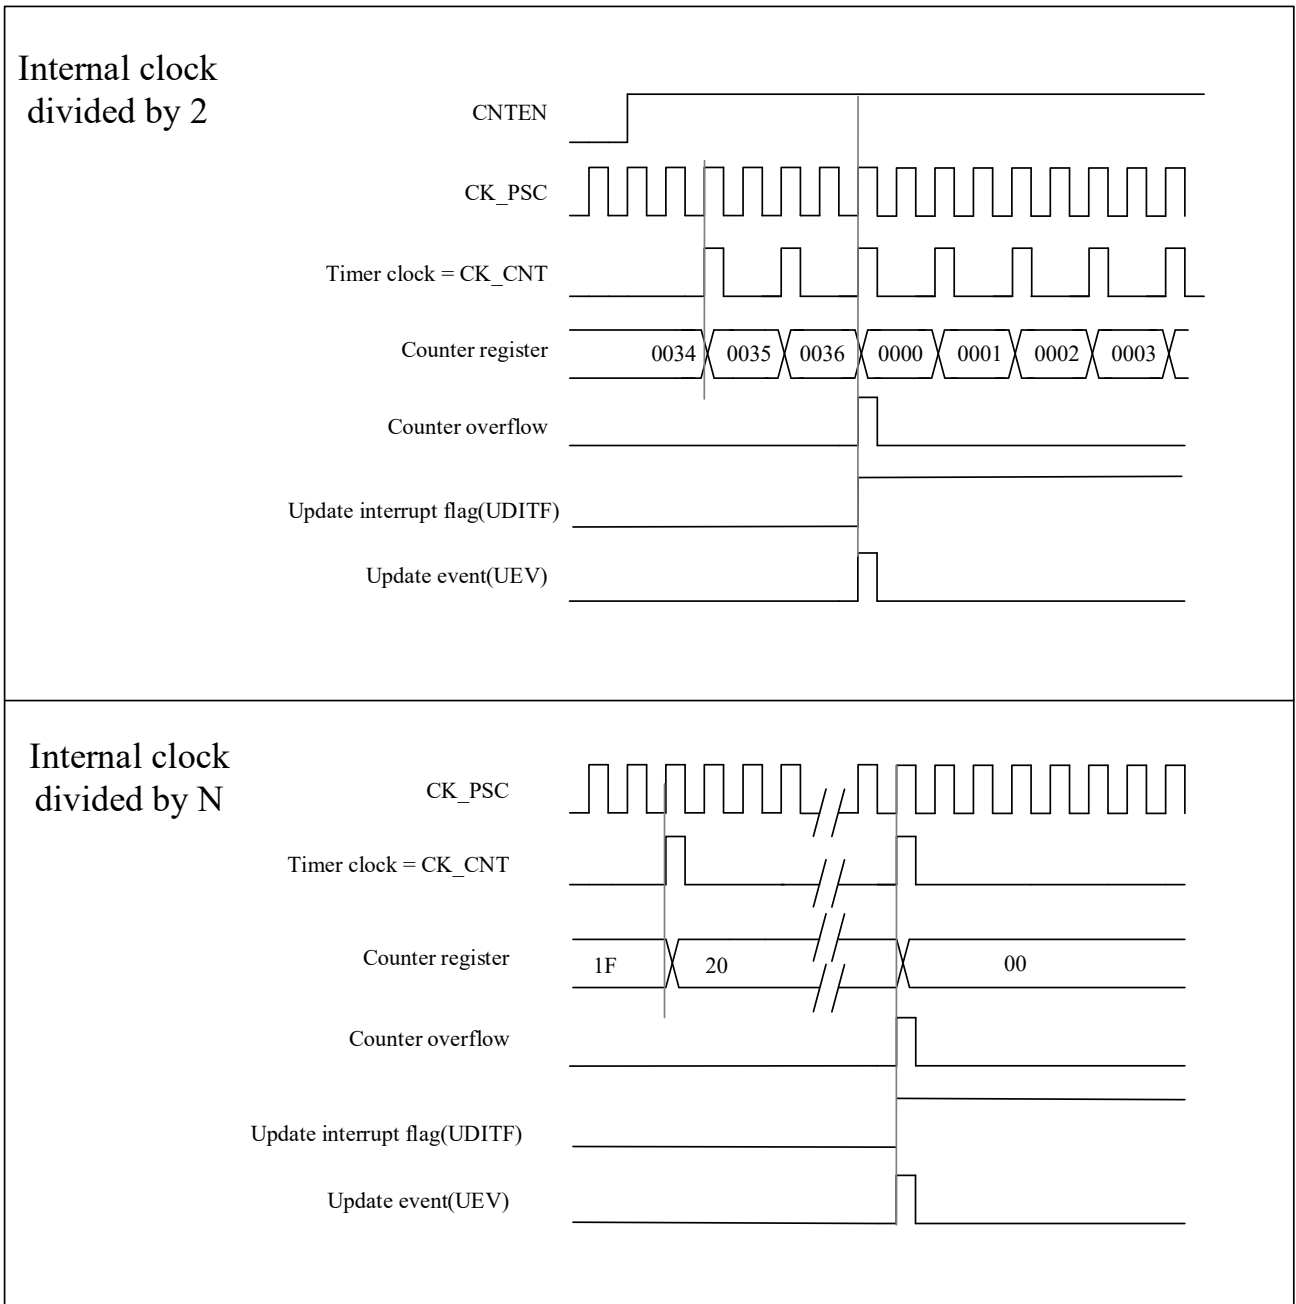 Internal clock
divided by 2
CNTEN
CK_PSC
Timer clock = CK_CNT
Counter register
0034 0035 0036 0000 0001 0002 0003
Counter overflow
Update interrupt flag(UDITF)
Update event(UEV)
Internal clock
divided by N
CK_PSC
Timer clock = CK_CNT
Counter register
1F 20 00
Counter overflow
Update interrupt flag(UDITF)
Update event(UEV)